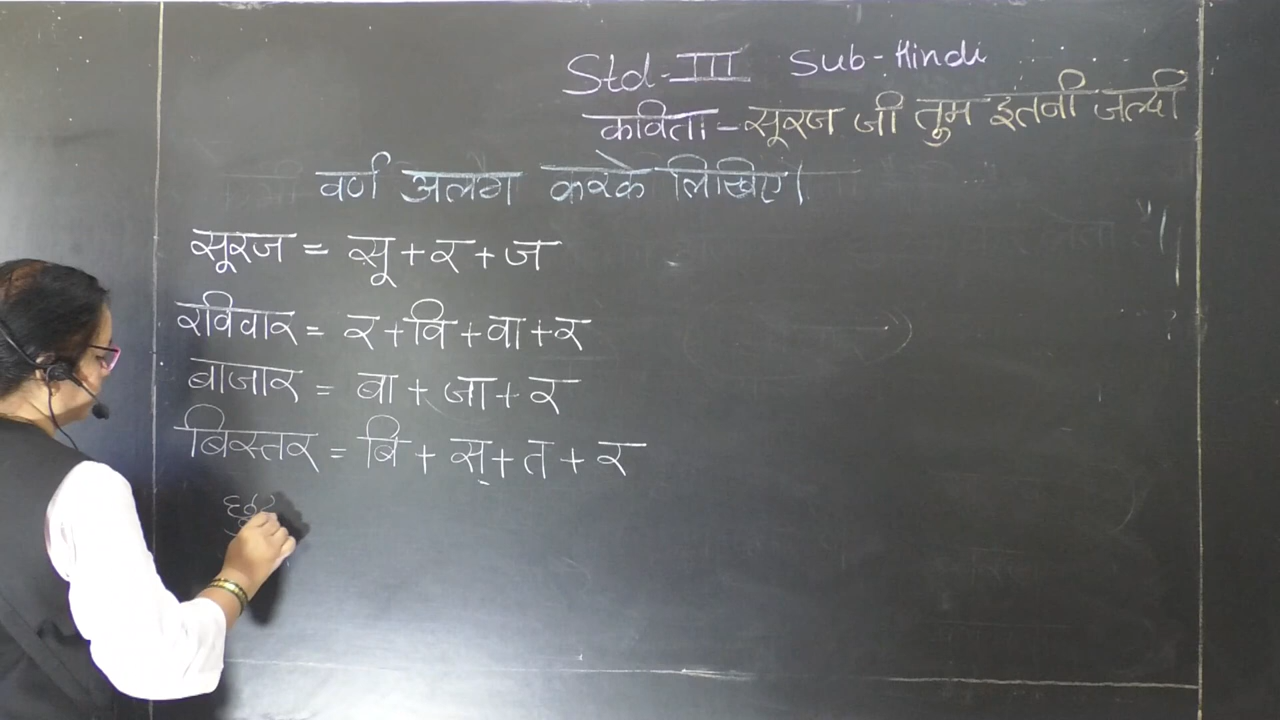 Std-III Sub-Hindi
कविता-सूरज जी तुम इतनी जल्दी
वर्ण अलग करके लिखिए।
सूरज = सू+र+ज
रविवार = र+वि+वा+र
बाजार = बा+जा+र
बिस्तर = बि+स्+त+र